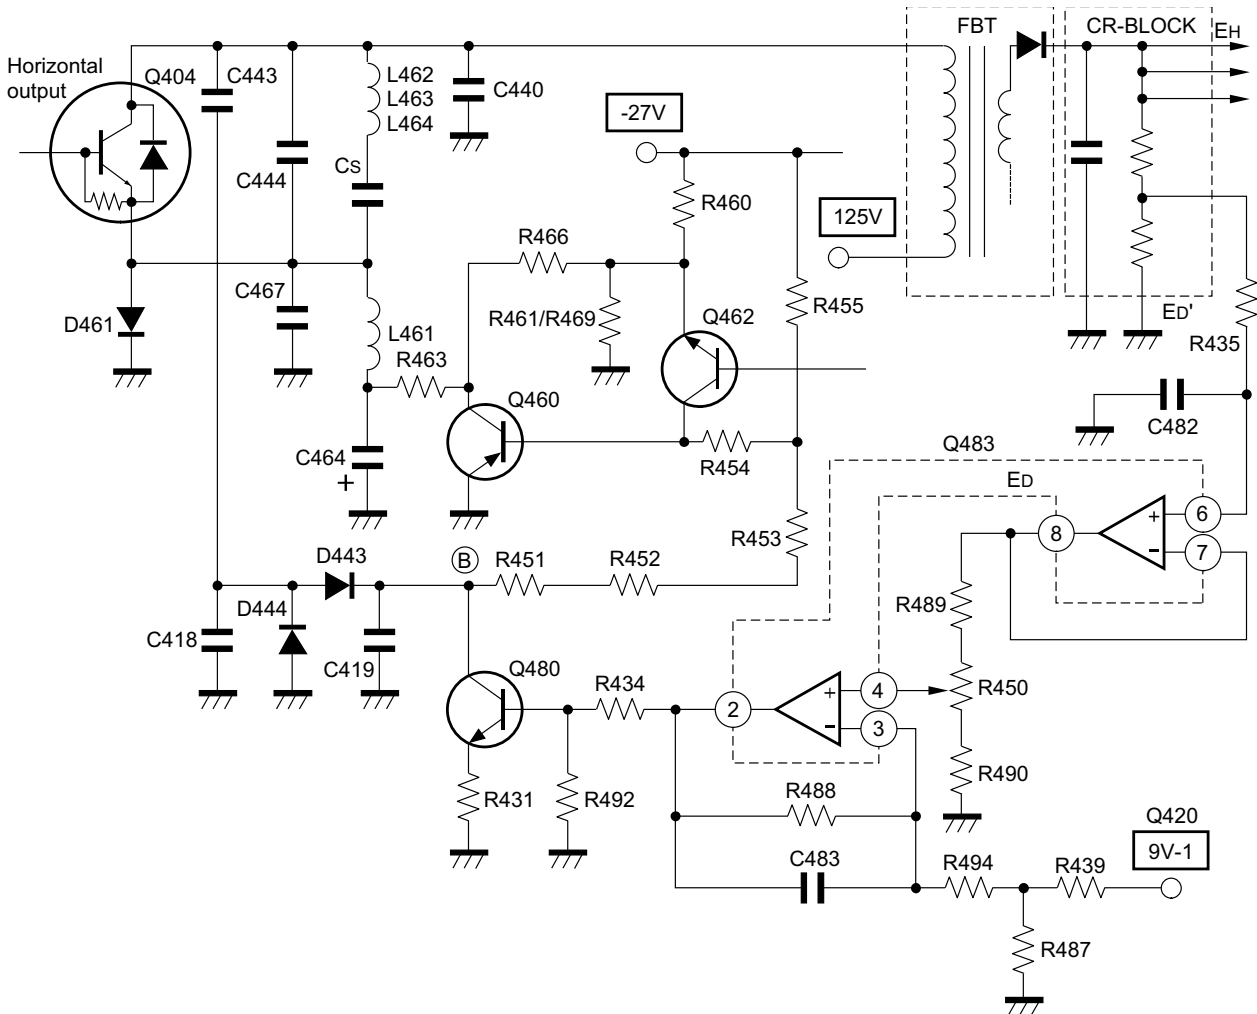 FBT
CR-BLOCK
EH
Horizontal
output
Q404
C443
L462
L463
L464
C440
-27V
C444
CS
R460
125V
R466
C467
R461/R469
Q462
R455
D461
L461
R463
ED'
R435
Q460
C482
C464
+
R454
Q483
ED
+
-
6
7
8
D443
B
R451
R452
R453
D444
R489
C418
C419
Q480
R434
2
+
-
4
3
R450
R431
R492
R488
R490
Q420
9V-1
C483
R494
R439
R487